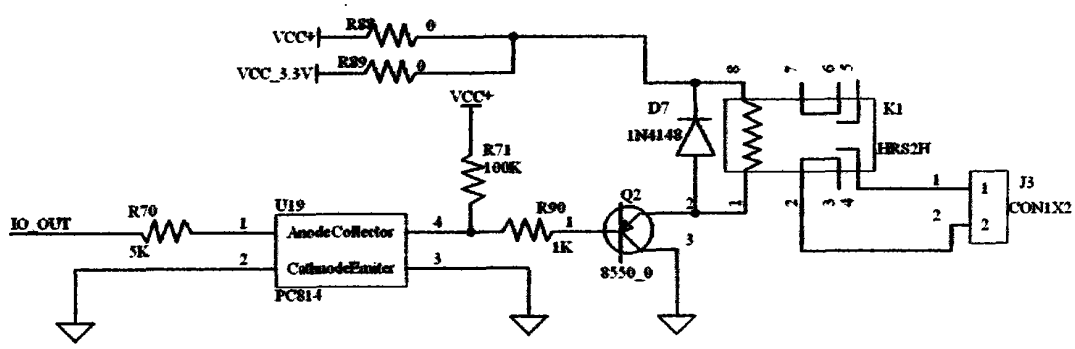 VCC+
R88
0
VCC_3.3V
R89
0
VCC+
R71
100K
D7
1N4148
8
7
6
5
K1
HRS2H
1
2
3
4
J3
CON1X2
1
1
2
2
Q2
2
3
8550_0
R90
1
1K
IO_OUT
R70
5K
U19
1
AnodeCollector
4
2
CathnodeEmiter
3
PC814